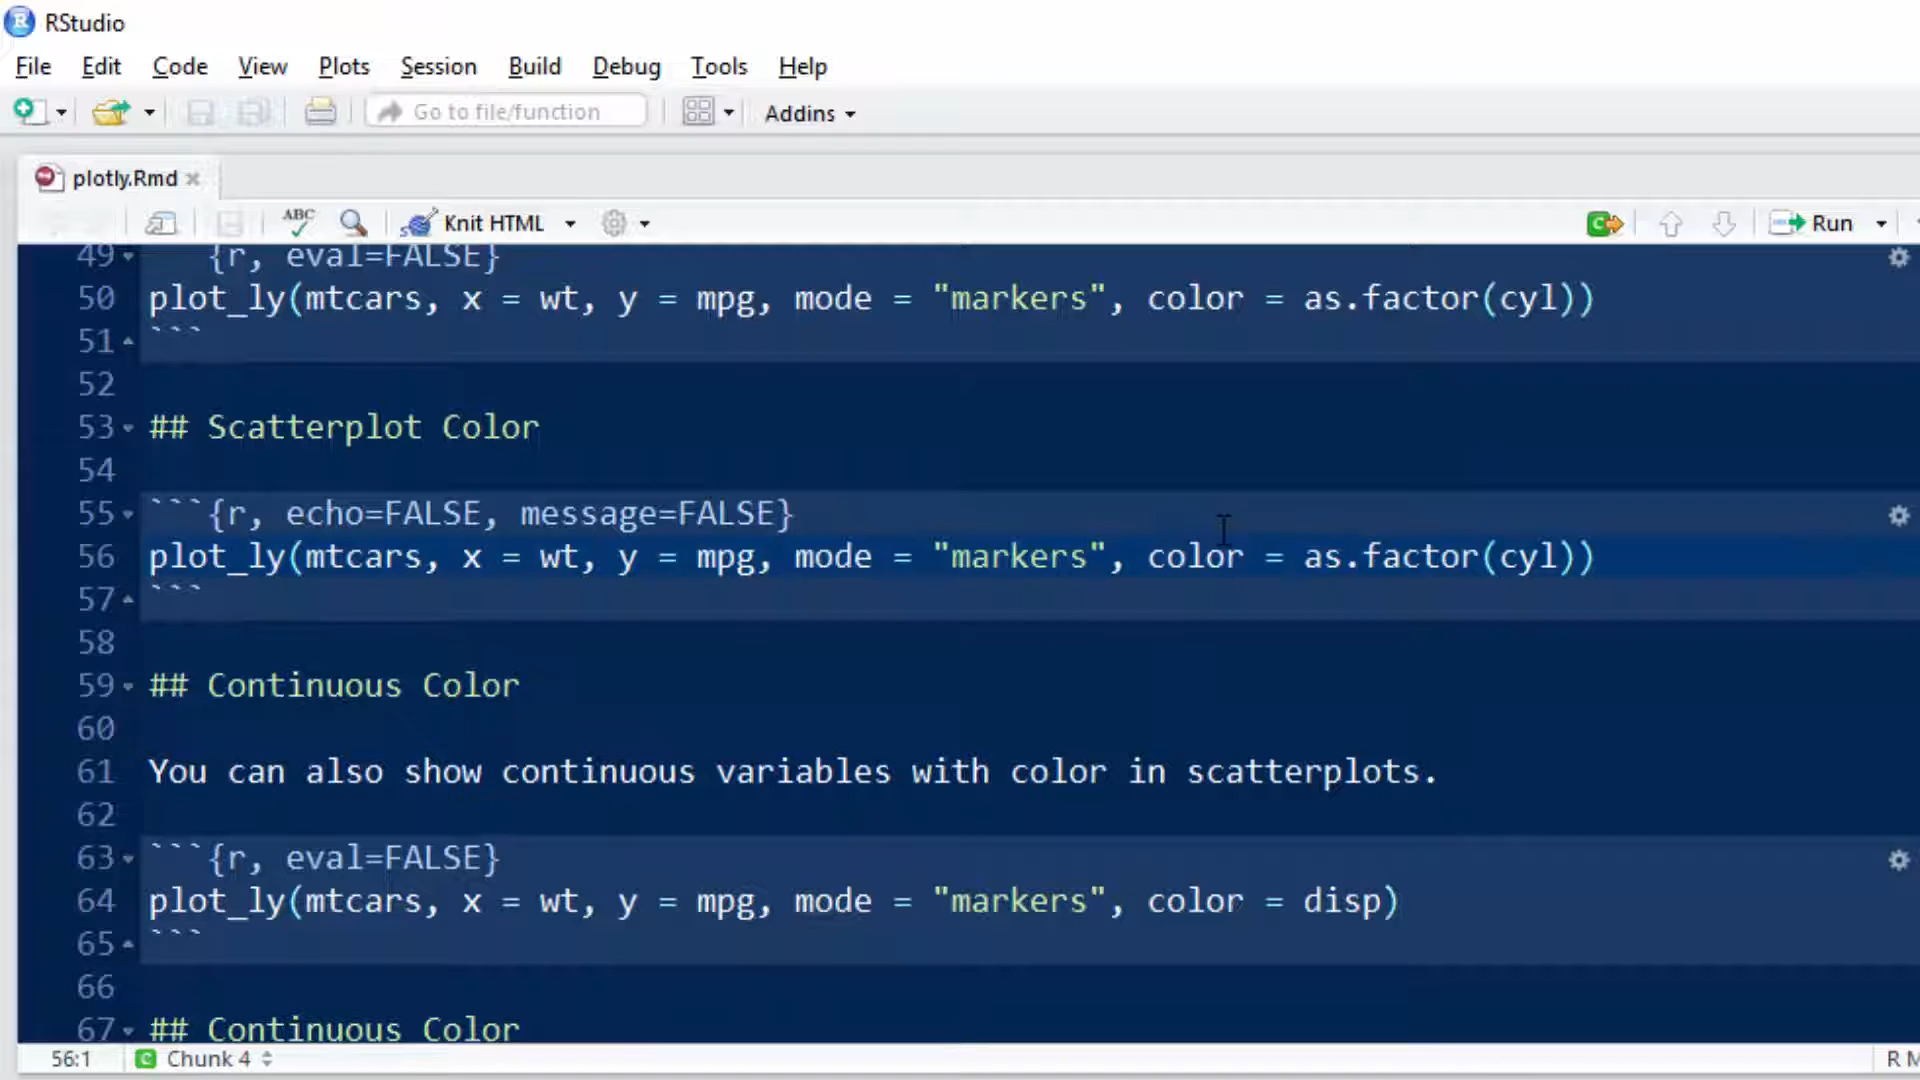 RStudio
File Edit Code View Plots Session Build Debug Tools Help
Go to file/function Addins
plotly.Rmd
ABC Knit HTML Run
49 {r, eval=FALSE}
50 plot_ly(mtcars, x = wt, y = mpg, mode = "markers", color = as.factor(cyl))
51 ```
52
53 ## Scatterplot Color
54
55 ```{r, echo=FALSE, message=FALSE}
56 plot_ly(mtcars, x = wt, y = mpg, mode = "markers", color = as.factor(cyl))
57 ```
58
59 ## Continuous Color
60
61 You can also show continuous variables with color in scatterplots.
62
63 ```{r, eval=FALSE}
64 plot_ly(mtcars, x = wt, y = mpg, mode = "markers", color = disp)
65 ```
66
67 ## Continuous Color
56:1 C Chunk 4 R